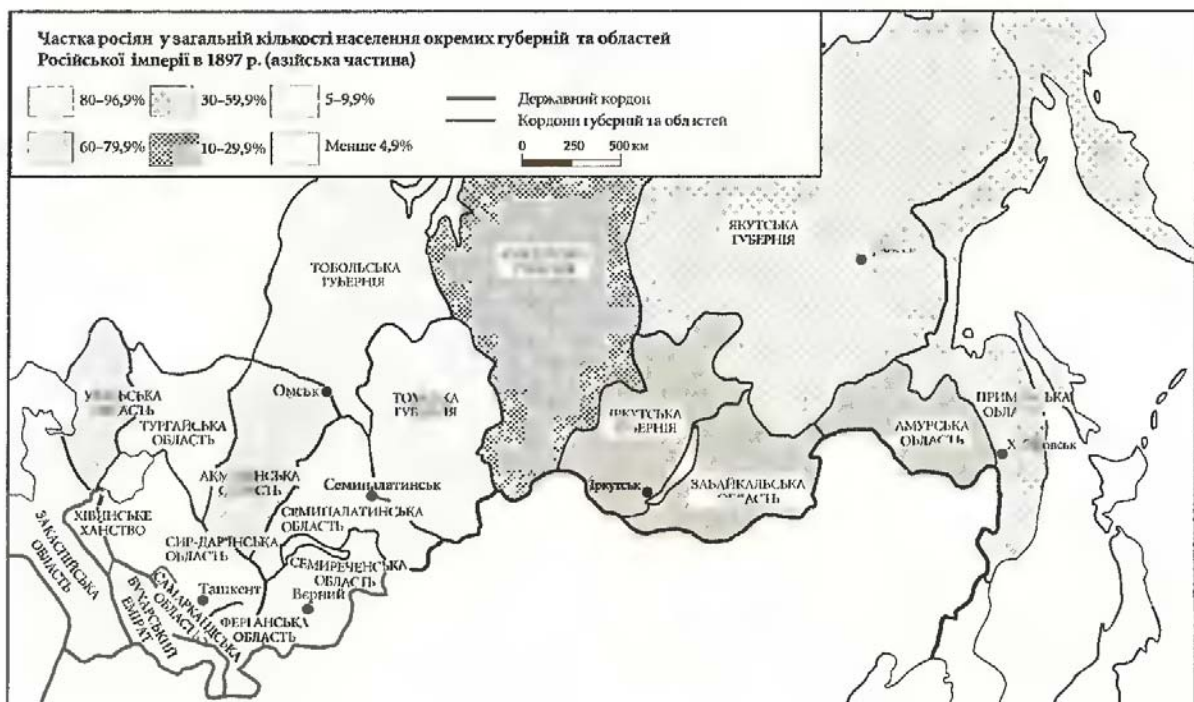 Частка росіян у загальній кількості населення окремих губерній та областей
Російської імперії в 1897 р. (азійська частина)
80–96,9%
30–59,9%
5–9,9%
60–79,9%
10–29,9%
Менше 4,9%
Державний кордон
Кордони губерній та областей
0 250 500 км
ЯКУТСЬКА
ГУБЕРНІЯ
ТОБОЛЬСЬКА
ГУБЕРНІЯ
Омськ
ТУРГАЙСЬКА
ОБЛАСТЬ
ІРКУТСЬКА
АМУРСЬКА
ОБЛАСТЬ
Семипалатинськ
Іркутськ
ЗАБАЙКАЛЬСЬКА
ОБЛАСТЬ
ХІВИНСЬКЕ
ХАНСТВО
СЕМИПАЛАТИНСЬКА
ОБЛАСТЬ
ЗАКАСПІЙСЬКА
ОБЛАСТЬ
СИР-ДАР'ЇНСЬКА
ОБЛАСТЬ
СЕМИРЕЧЕНСЬКА
ОБЛАСТЬ
Ташкент
Вєрний
САМАРКАНДСЬКА
ОБЛАСТЬ
БУХАРСЬКИЙ
ЕМІРАТ
ФЕРГАНСЬКА
ОБЛАСТЬ